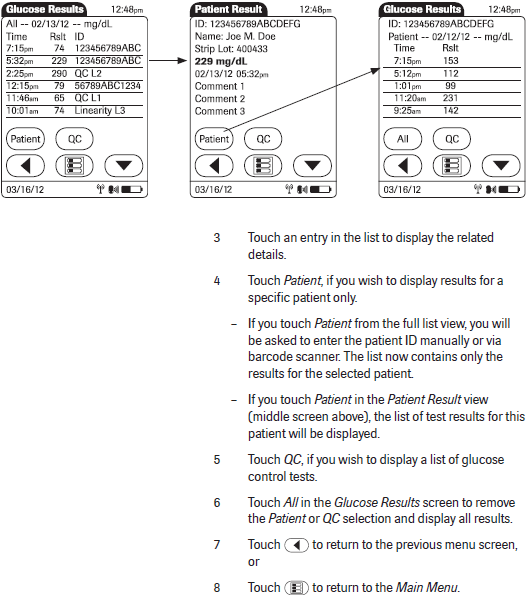 Glucose Results 12:48pm
All -- 02/13/12 -- mg/dL
Time Rslt ID
7:15pm 74 123456789ABC
5:32pm 229 123456789ABC
2:25pm 290 QC L2
12:15pm 79 56789ABC1234
11:46am 65 QC L1
10:01am 74 Linearity L3
Patient QC
03/16/12
Patient Result 12:48pm
ID: 123456789ABCDEFG
Name: Joe M. Doe
Strip Lot: 400433
229 mg/dL
02/13/12 05:32pm
Comment 1
Comment 2
Comment 3
Patient QC
03/16/12
Glucose Results 12:48pm
ID: 123456789ABCDEFG
Patient -- 02/12/12 -- mg/dL
Time Rslt
7:15pm 153
5:12pm 112
1:01pm 99
11:20am 231
9:25am 142
All QC
03/16/12
3 Touch an entry in the list to display the related
details.
4 Touch Patient, if you wish to display results for a
specific patient only.
– If you touch Patient from the full list view, you will
be asked to enter the patient ID manually or via
barcode scanner. The list now contains only the
results for the selected patient.
– If you touch Patient in the Patient Result view
(middle screen above), the list of test results for this
patient will be displayed.
5 Touch QC, if you wish to display a list of glucose
control tests.
6 Touch All in the Glucose Results screen to remove
the Patient or QC selection and display all results.
7 Touch to return to the previous menu screen,
or
8 Touch to return to the Main Menu.